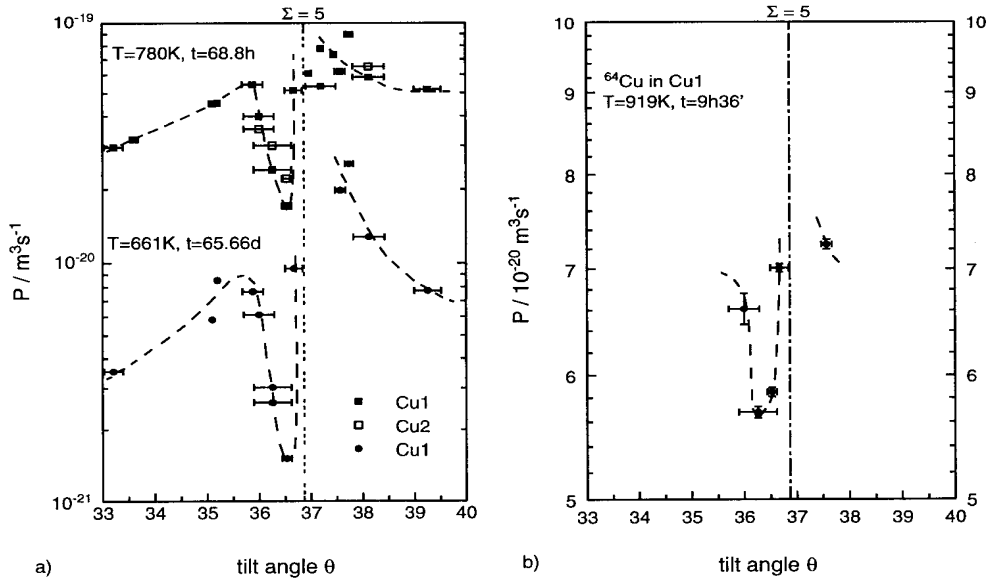 Σ = 5
10⁻¹⁹
T=780K, t=68.8h
P / m³s⁻¹
10⁻²⁰
T=661K, t=65.66d
Cu1
Cu2
Cu1
10⁻²¹
33 34 35 36 37 38 39 40
a)
tilt angle θ
Σ = 5
10 10
⁶⁴Cu in Cu1
T=919K, t=9h36'
9 9
8 8
P / 10⁻²⁰ m³s⁻¹
7 7
6 6
5 5
33 34 35 36 37 38 39 40
b)
tilt angle θ